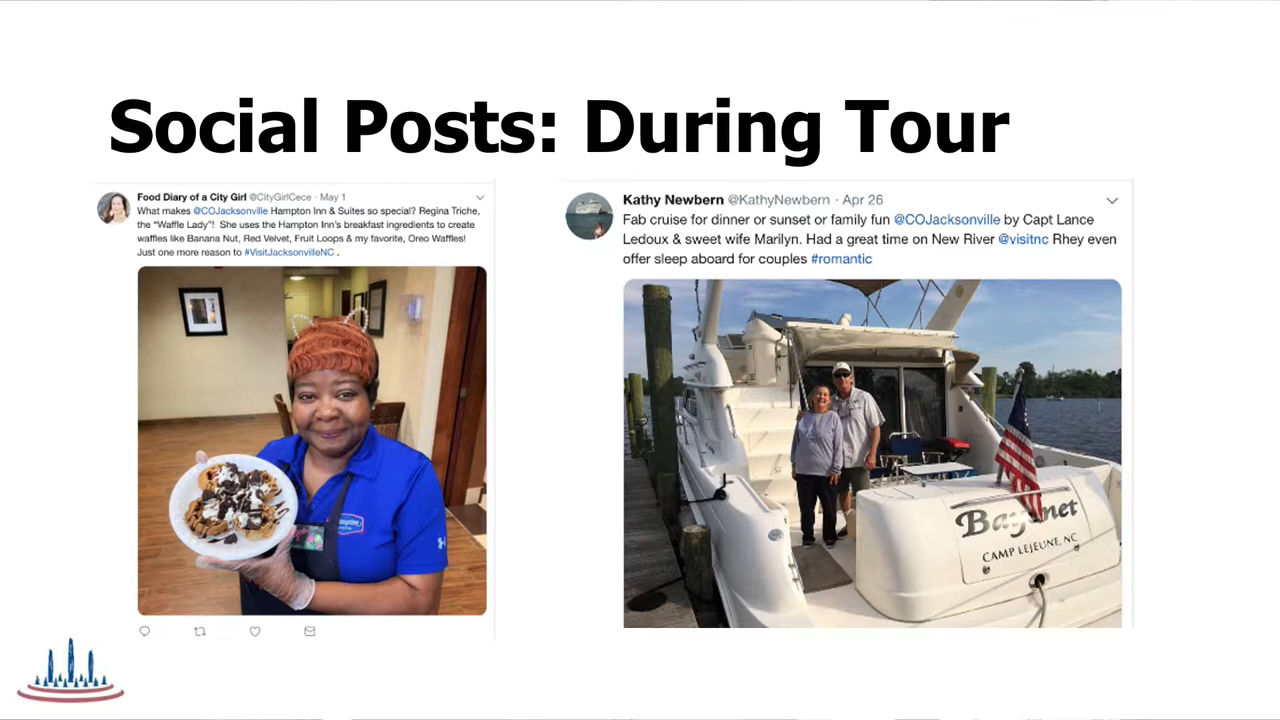 Social Posts: During Tour
Food Diary of a City Girl @CityGirlCece · May 1
What makes @COJacksonville Hampton Inn & Suites so special? Regina Triche,
the "Waffle Lady"! She uses the Hampton Inn's breakfast ingredients to create
waffles like Banana Nut, Red Velvet, Fruit Loops & my favorite, Oreo Waffles!
Just one more reason to #VisitJacksonvilleNC .
Kathy Newbern @KathyNewbern · Apr 26
Fab cruise for dinner or sunset or family fun @COJacksonville by Capt Lance
Ledoux & sweet wife Marilyn. Had a great time on New River @visitnc Rhey even
offer sleep aboard for couples #romantic
CAMP LEJEUNE, NC